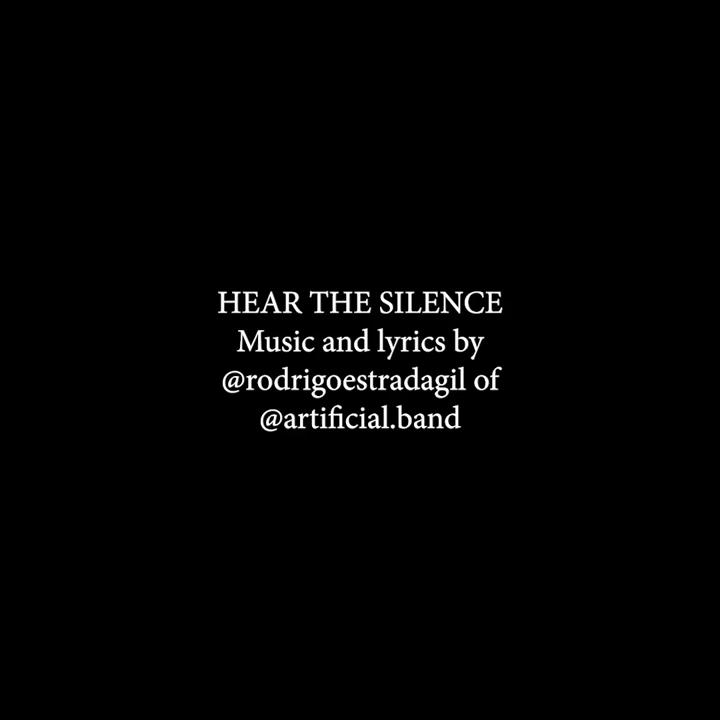 HEAR THE SILENCE
Music and lyrics by
@rodrigoestradagil of
@artificial.band